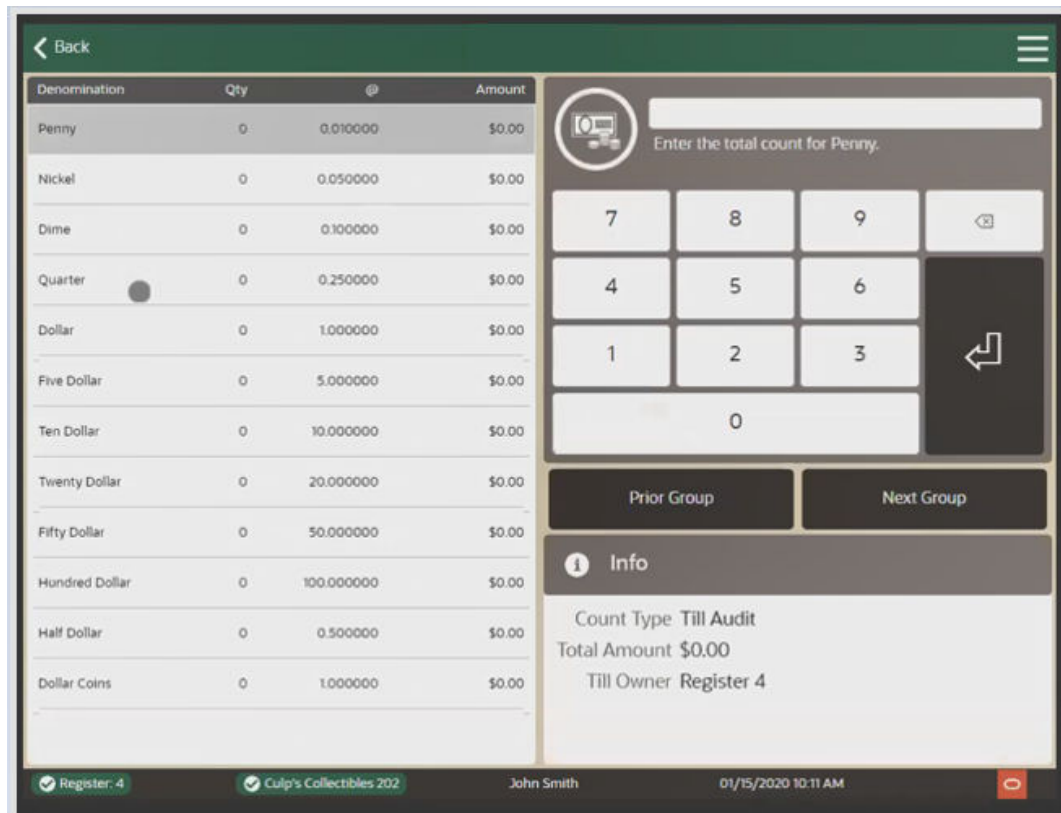 Back
Denomination Qty @ Amount
Penny 0 0.010000 $0.00
Nickel 0 0.050000 $0.00
Dime 0 0.100000 $0.00
Quarter 0 0.250000 $0.00
Dollar 0 1.000000 $0.00
Five Dollar 0 5.000000 $0.00
Ten Dollar 0 10.000000 $0.00
Twenty Dollar 0 20.000000 $0.00
Fifty Dollar 0 50.000000 $0.00
Hundred Dollar 0 100.000000 $0.00
Half Dollar 0 0.500000 $0.00
Dollar Coins 0 1.000000 $0.00
Enter the total count for Penny.
7 8 9
4 5 6
1 2 3
0
Prior Group Next Group
Info
Count Type Till Audit
Total Amount $0.00
Till Owner Register 4
Register: 4 Culp's Collectibles 202 John Smith 01/15/2020 10:11 AM